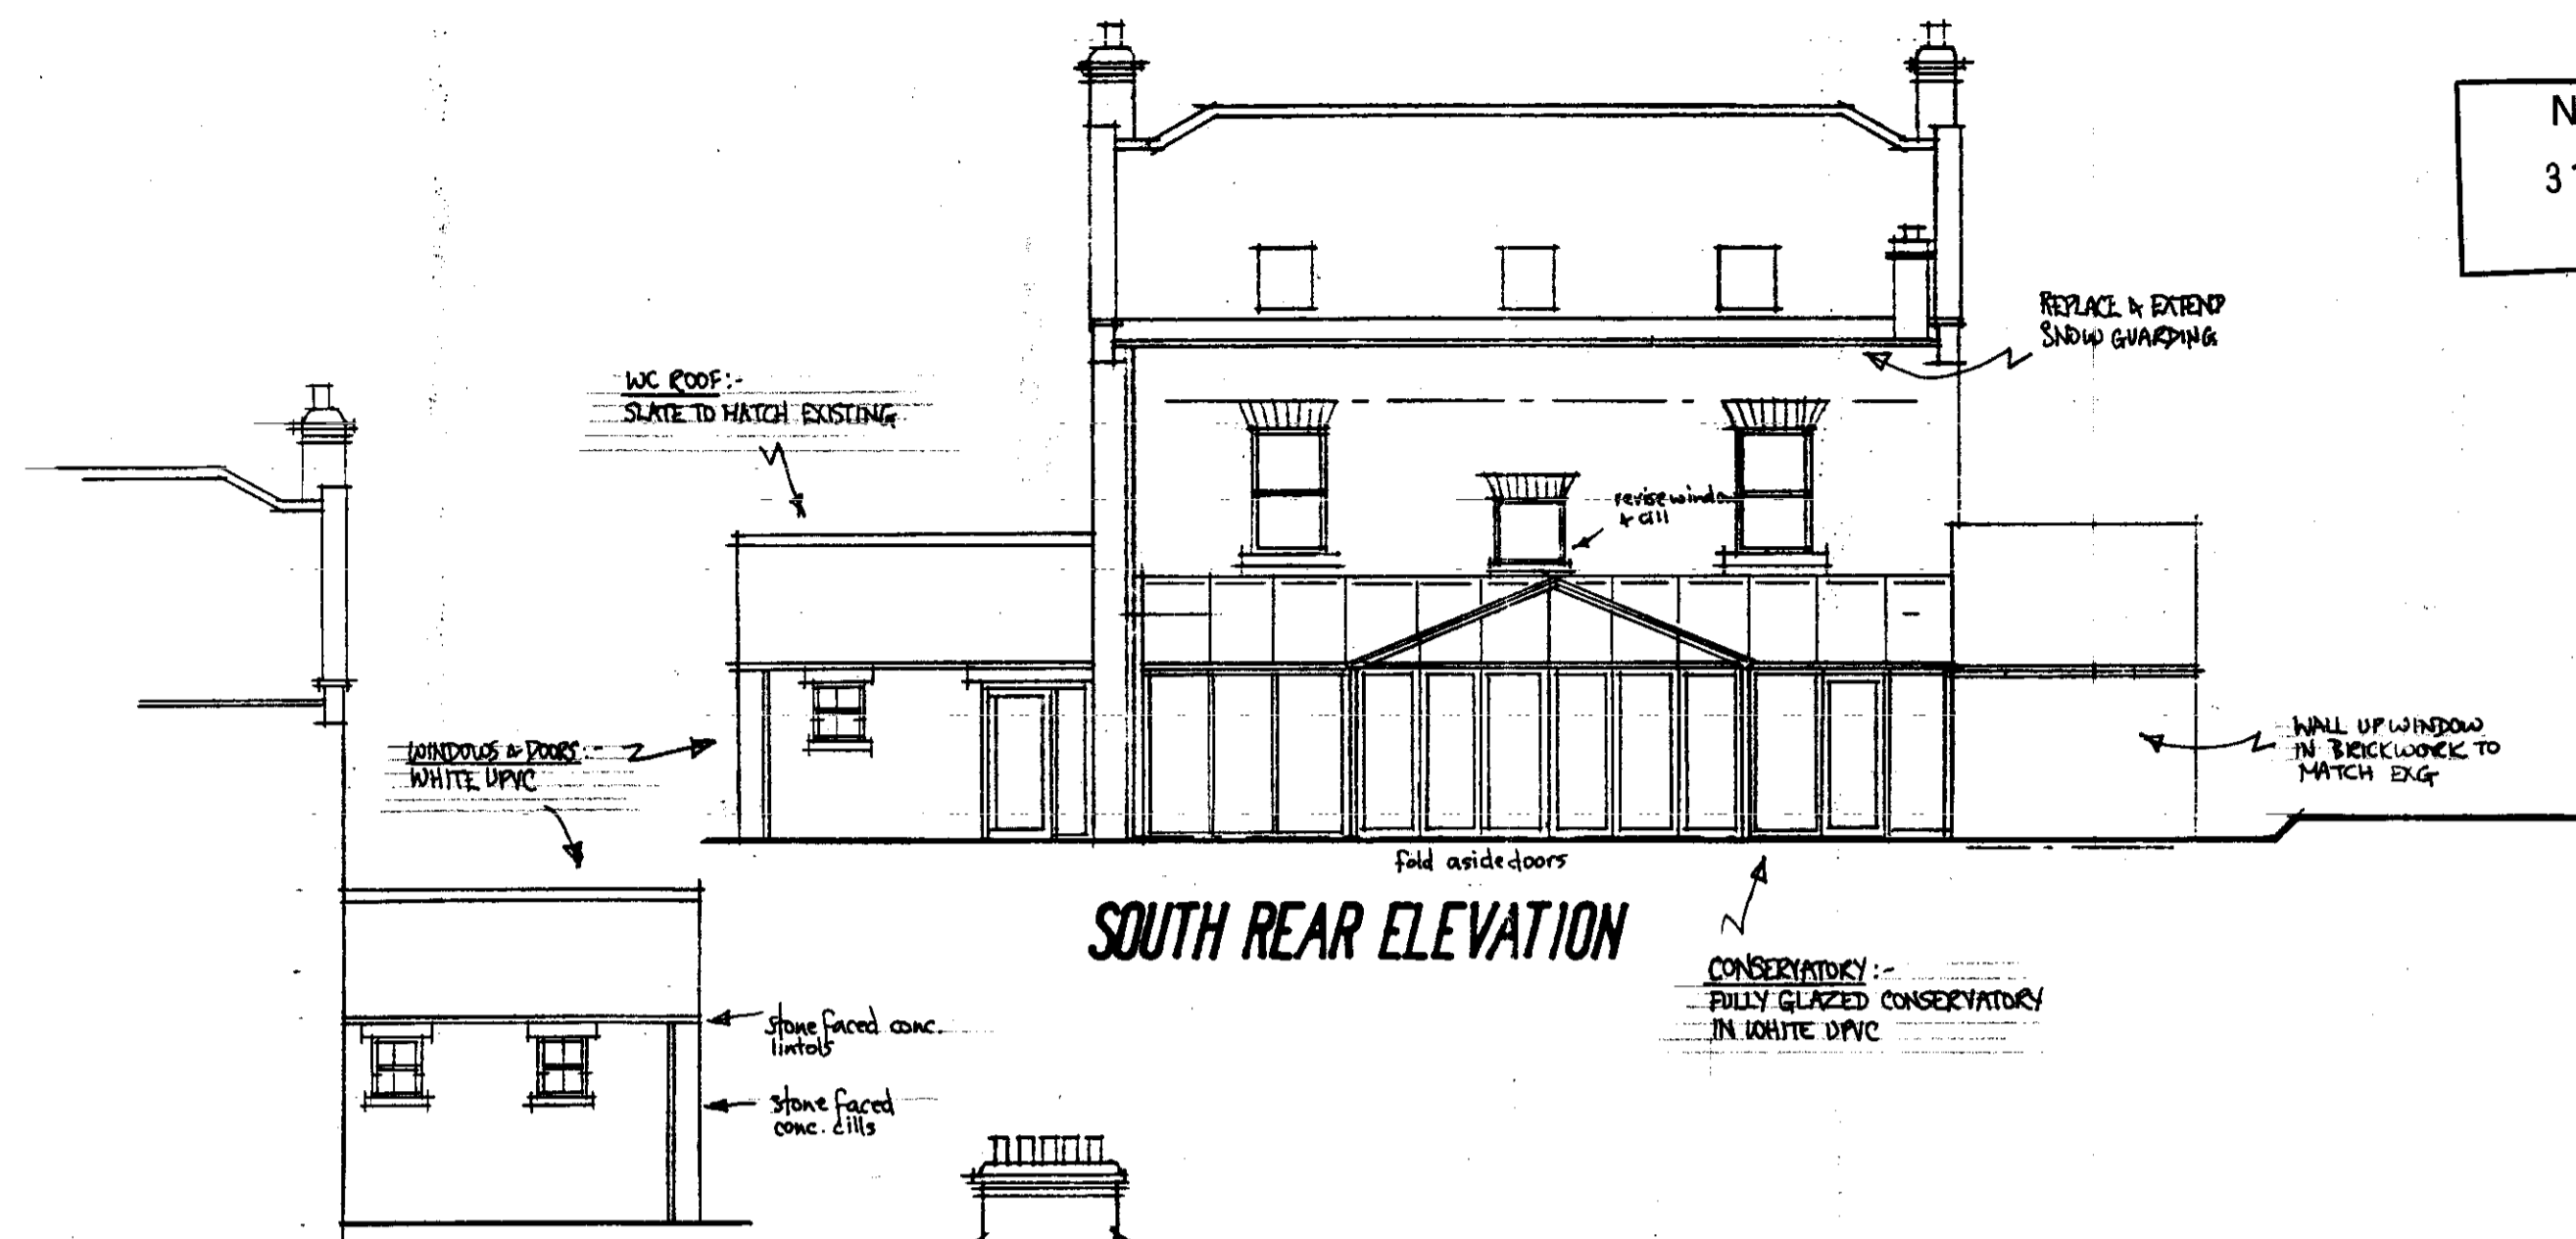 N
3
REPLACE & EXTEND
SNOW GUARDING
WC ROOF:-
SLATE TO MATCH EXISTING
revise window
& cill
WINDOWS & DOORS:-
WHITE UPVC
WALL UP WINDOW
IN BRICKWORK TO
MATCH EXG
fold aside doors
SOUTH REAR ELEVATION
CONSERVATORY:-
FULLY GLAZED CONSERVATORY
IN WHITE UPVC
stone faced conc.
lintols
stone faced
conc. cills